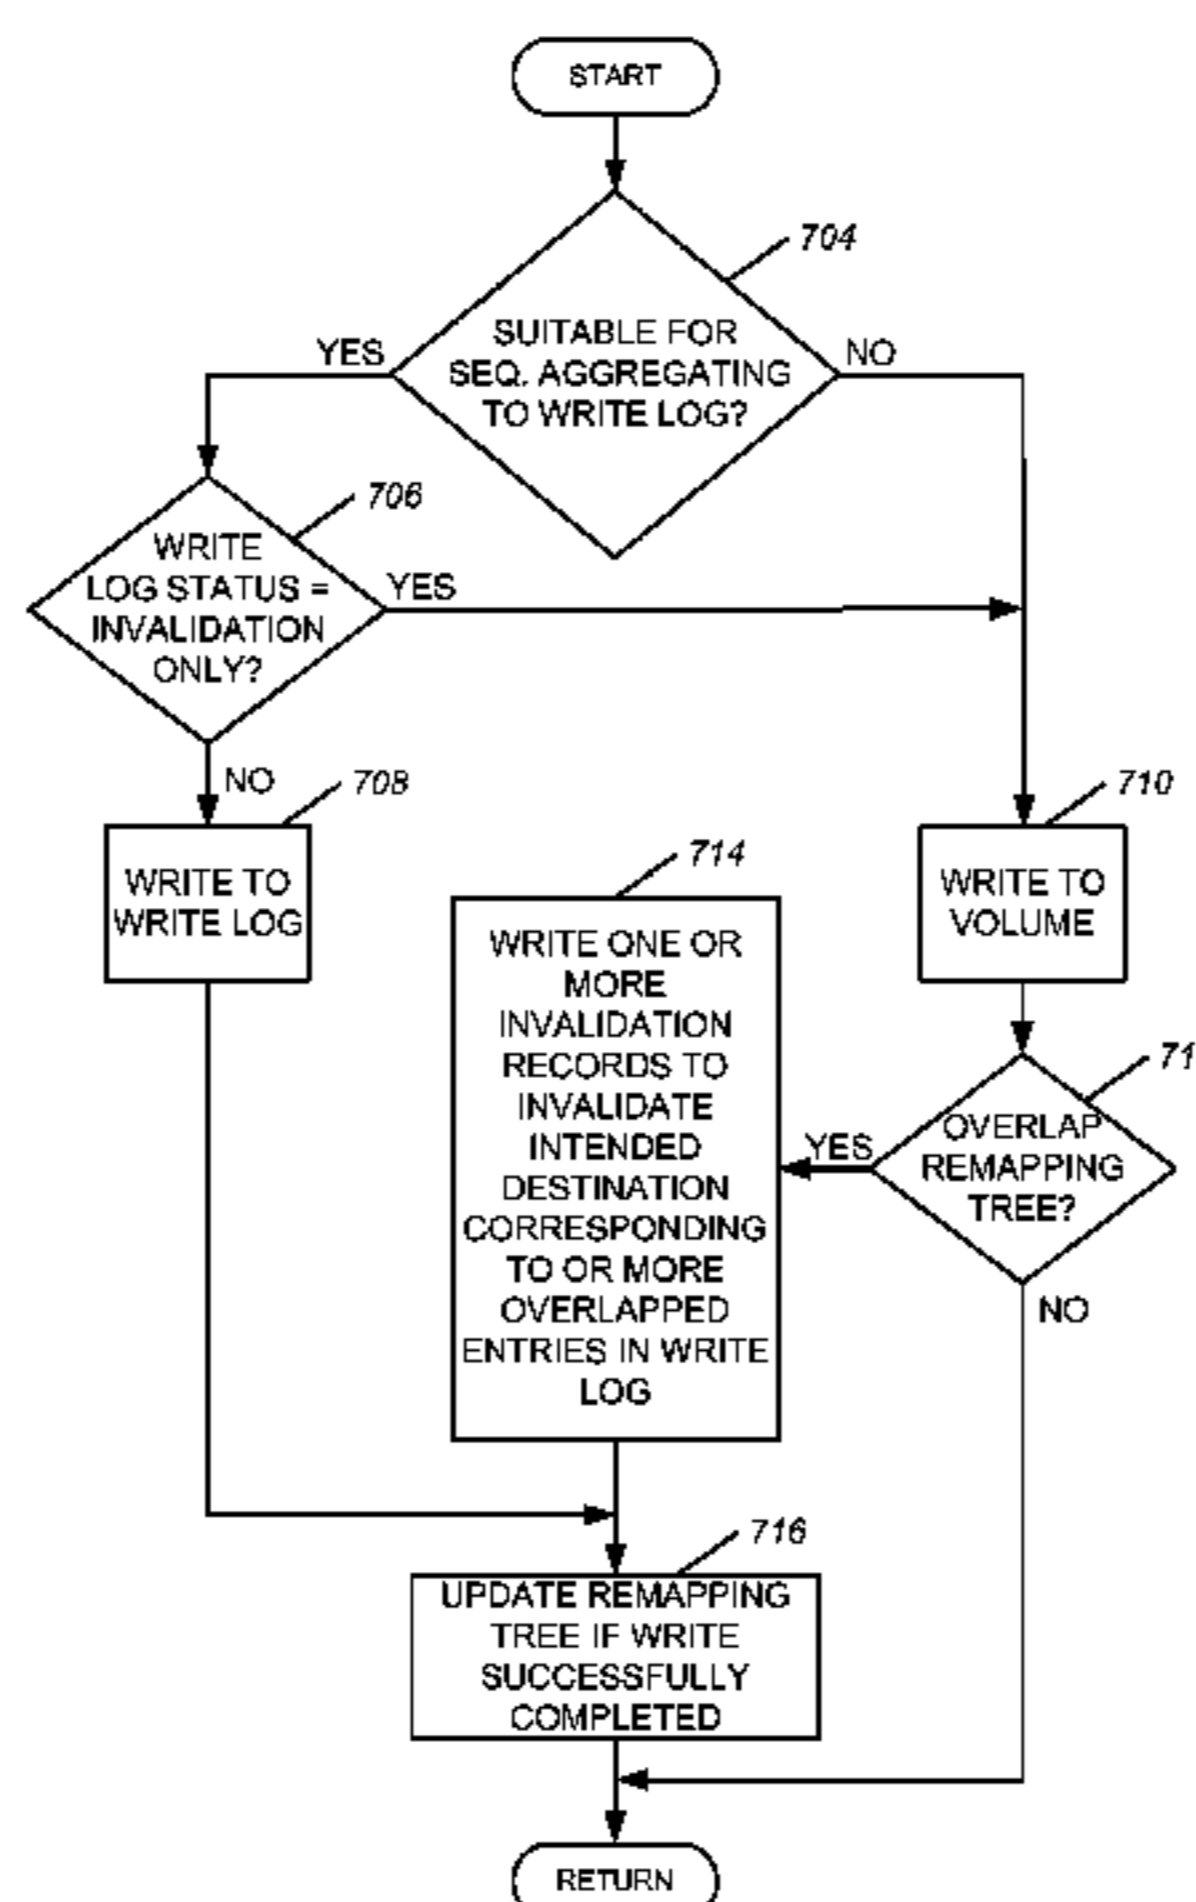 START
704
SUITABLE FOR
SEQ. AGGREGATING
TO WRITE LOG?
YES
NO
706
WRITE
LOG STATUS =
INVALIDATION
ONLY?
YES
NO
708
WRITE TO
WRITE LOG
710
WRITE TO
VOLUME
714
WRITE ONE OR
MORE
INVALIDATION
RECORDS TO
INVALIDATE
INTENDED
DESTINATION
CORRESPONDING
TO OR MORE
OVERLAPPED
ENTRIES IN WRITE
LOG
71
OVERLAP
REMAPPING
TREE?
YES
NO
716
UPDATE REMAPPING
TREE IF WRITE
SUCCESSFULLY
COMPLETED
RETURN